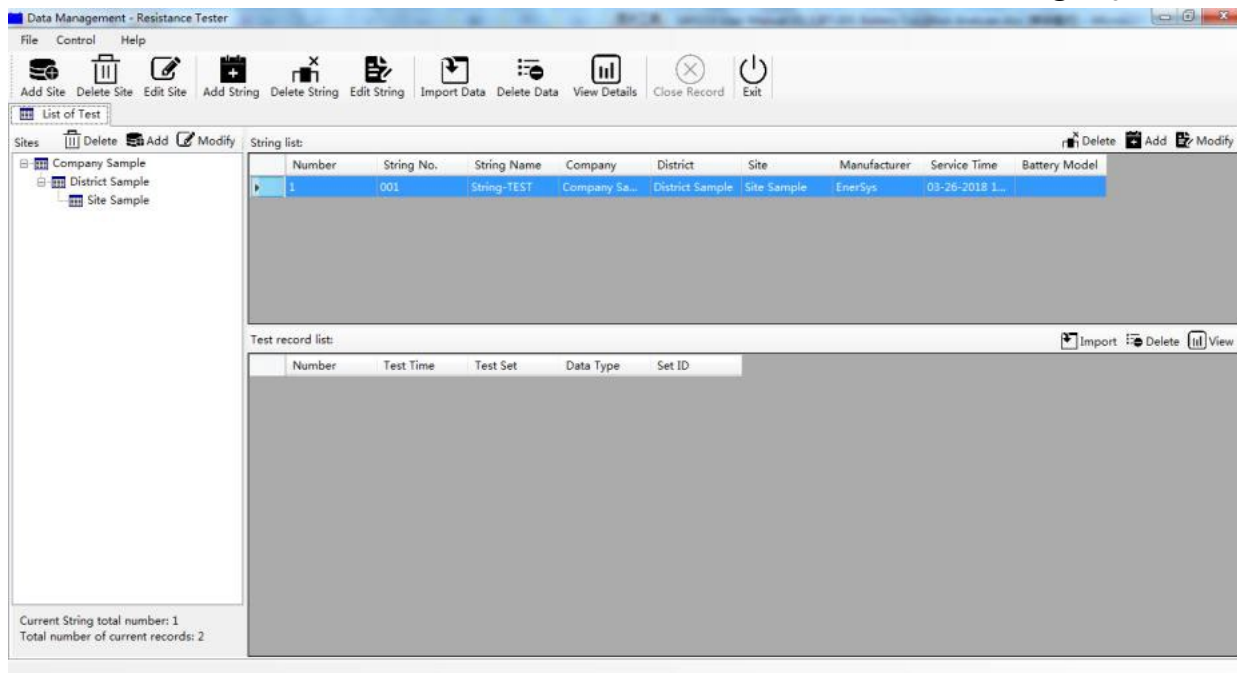 Data Management - Resistance Tester
File Control Help
Add Site Delete Site Edit Site Add String Delete String Edit String Import Data Delete Data View Details Close Record Exit
List of Test
Sites Delete Add Modify String list: Delete Add Modify
Number String No. String Name Company District Site Manufacturer Service Time Battery Model
1 001 String-TEST Company Sa... District Sample Site Sample EnerSys 03-26-2018 1...
Company Sample
District Sample
Site Sample
Test record list: Import Delete View
Number Test Time Test Set Data Type Set ID
Current String total number: 1
Total number of current records: 2